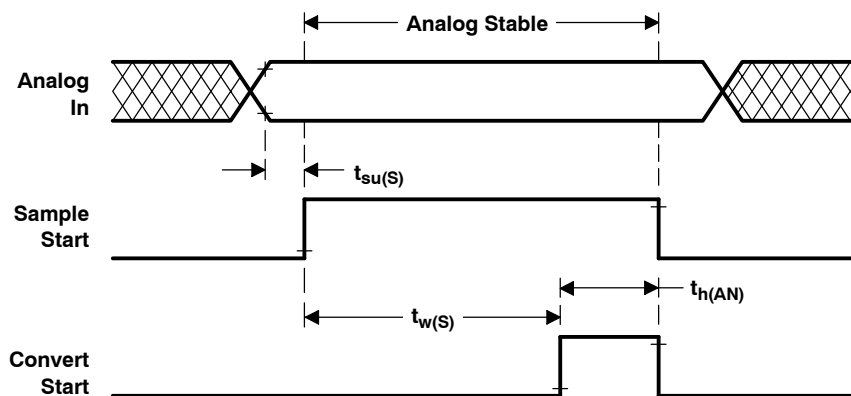 Analog Stable
Analog
In
tsu(S)
Sample
Start
th(AN)
tw(S)
Convert
Start